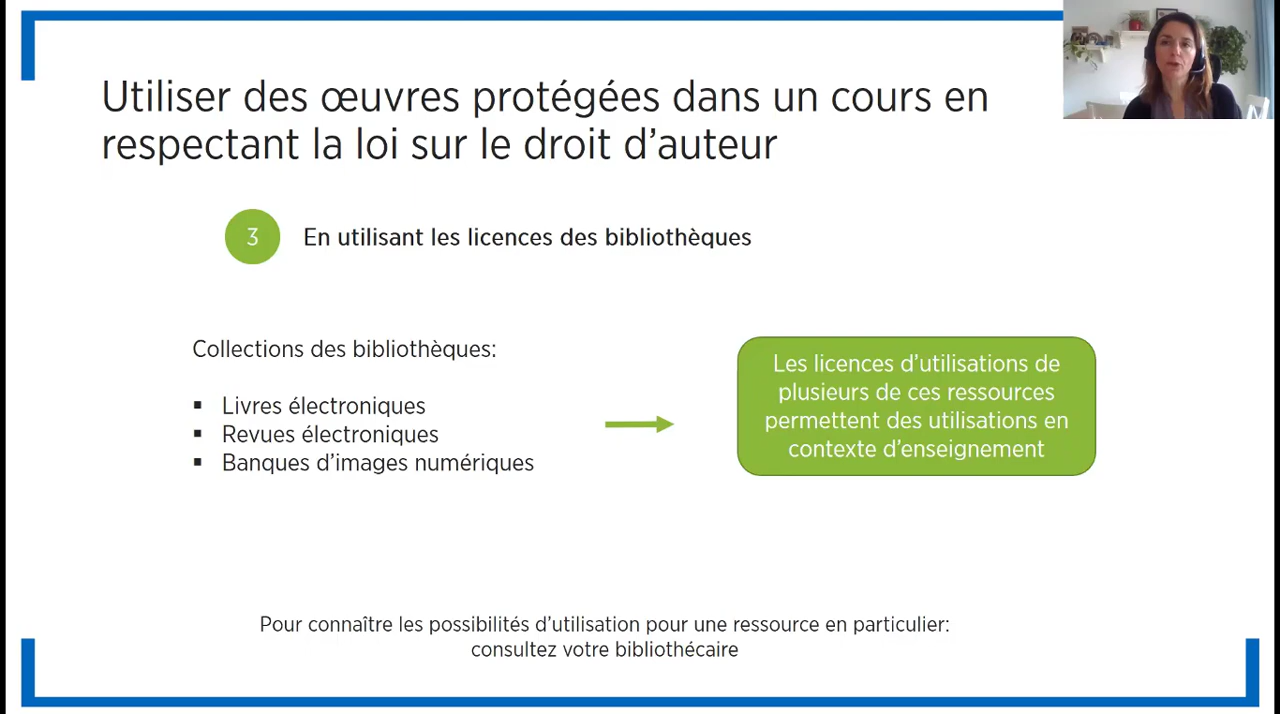 Utiliser des œuvres protégées dans un cours en
respectant la loi sur le droit d’auteur
3 En utilisant les licences des bibliothèques
Collections des bibliothèques:
▪ Livres électroniques
▪ Revues électroniques
▪ Banques d’images numériques
Les licences d’utilisations de
plusieurs de ces ressources
permettent des utilisations en
contexte d’enseignement
Pour connaître les possibilités d’utilisation pour une ressource en particulier:
consultez votre bibliothécaire